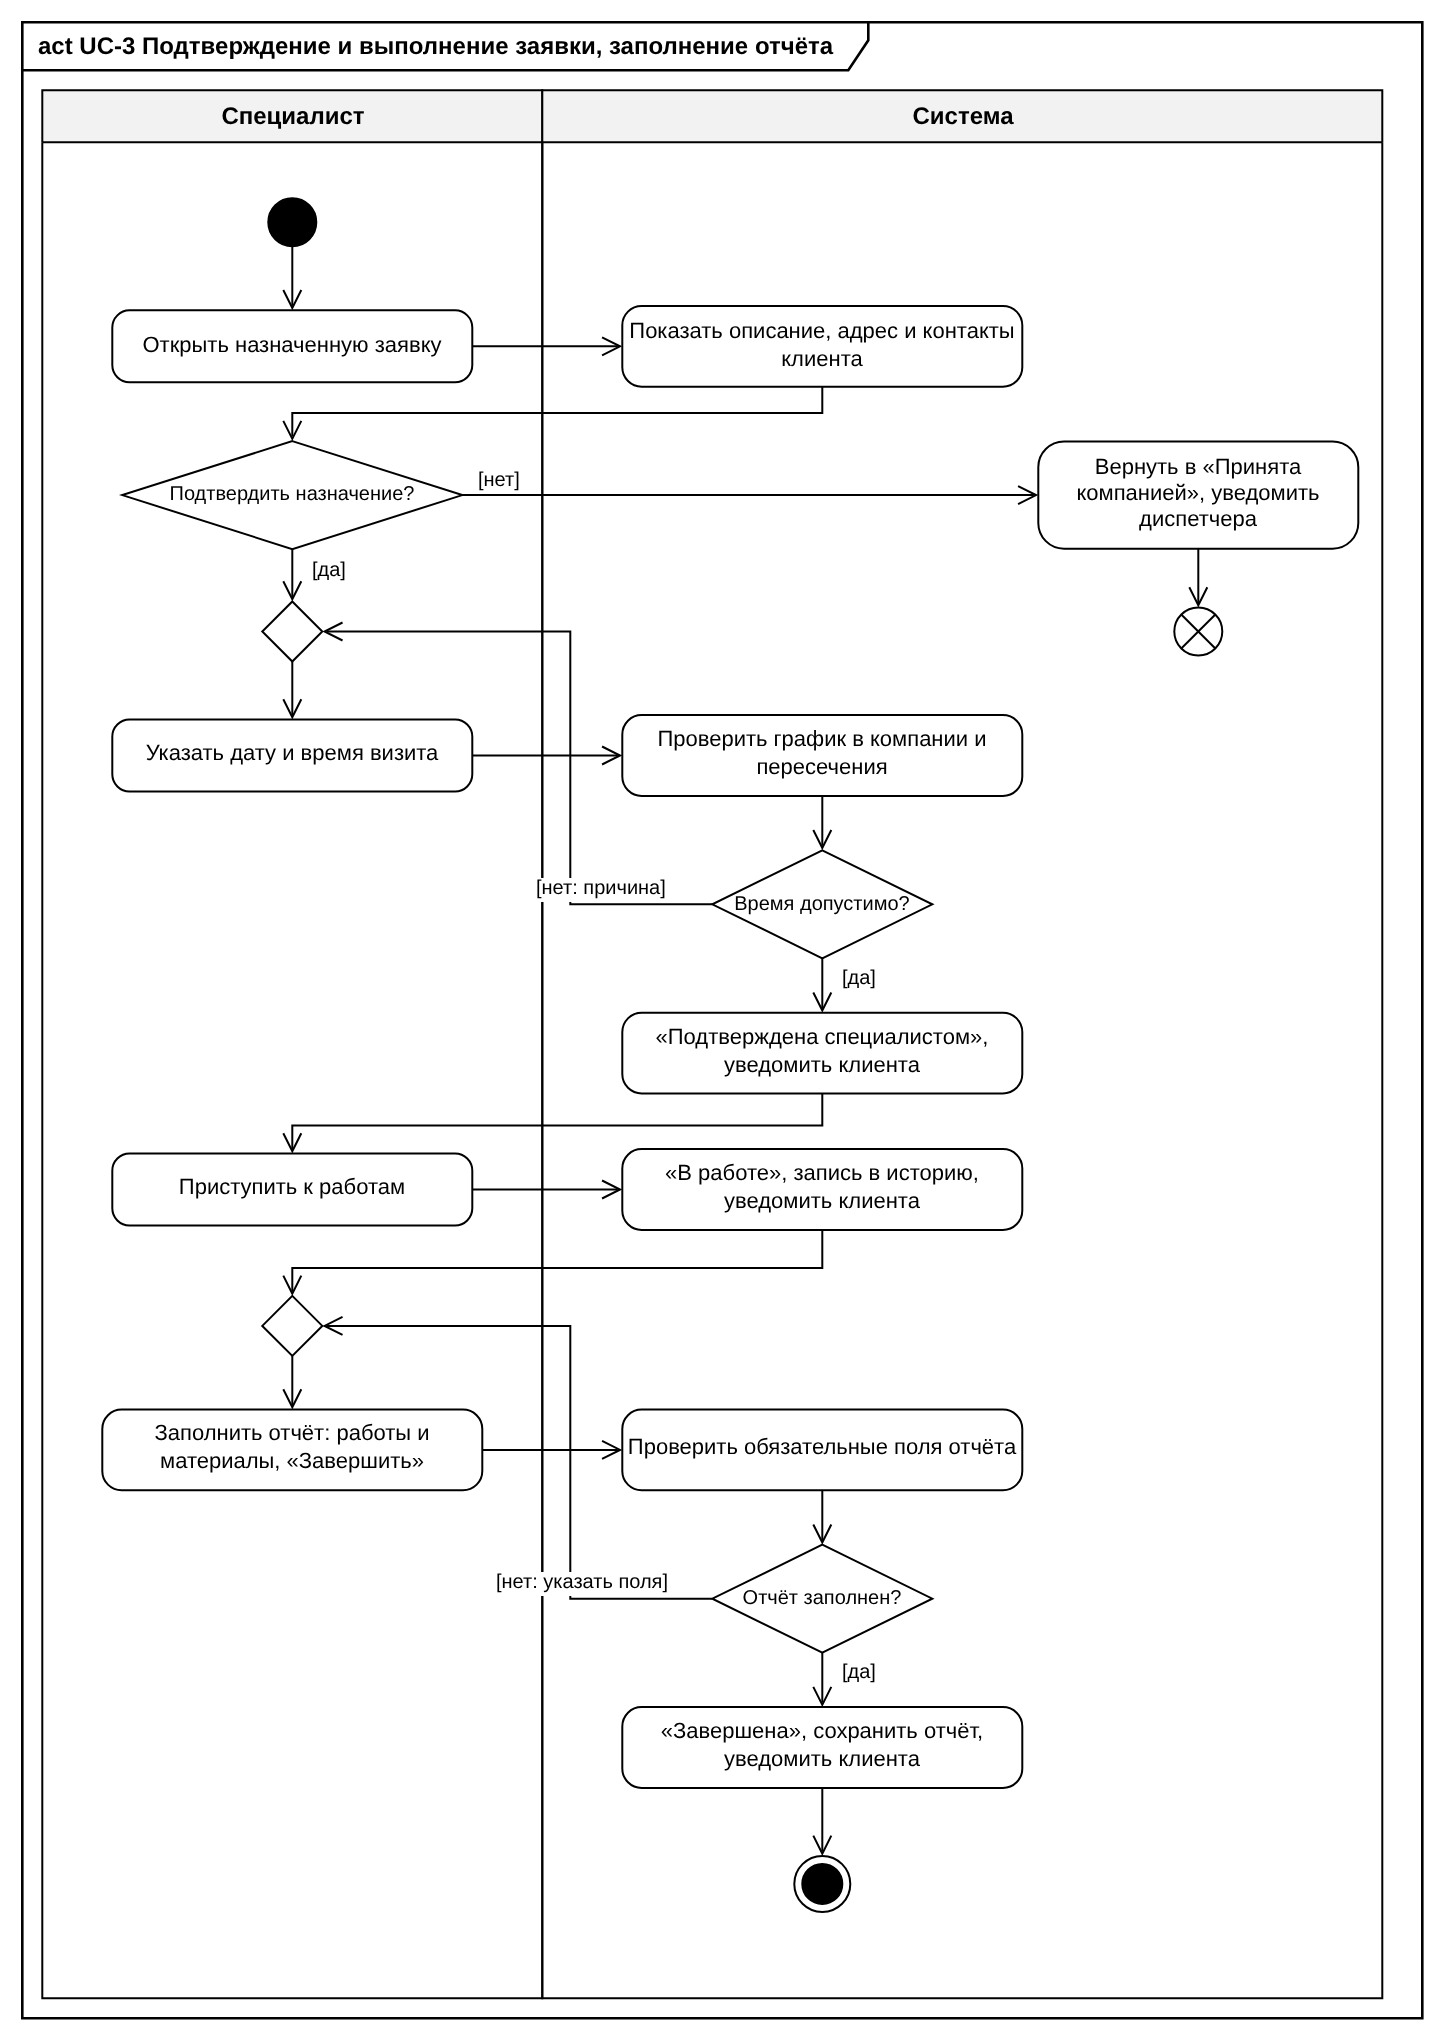 act UC-3 Подтверждение и выполнение заявки, заполнение отчёта
Специалист
Система
Открыть назначенную заявку
Показать описание, адрес и контакты
клиента
Подтвердить назначение?
[нет]
Вернуть в «Принята
компанией», уведомить
диспетчера
[да]
Указать дату и время визита
Проверить график в компании и
пересечения
[нет: причина]
Время допустимо?
[да]
«Подтверждена специалистом»,
уведомить клиента
Приступить к работам
«В работе», запись в историю,
уведомить клиента
Заполнить отчёт: работы и
материалы, «Завершить»
Проверить обязательные поля отчёта
[нет: указать поля]
Отчёт заполнен?
[да]
«Завершена», сохранить отчёт,
уведомить клиента